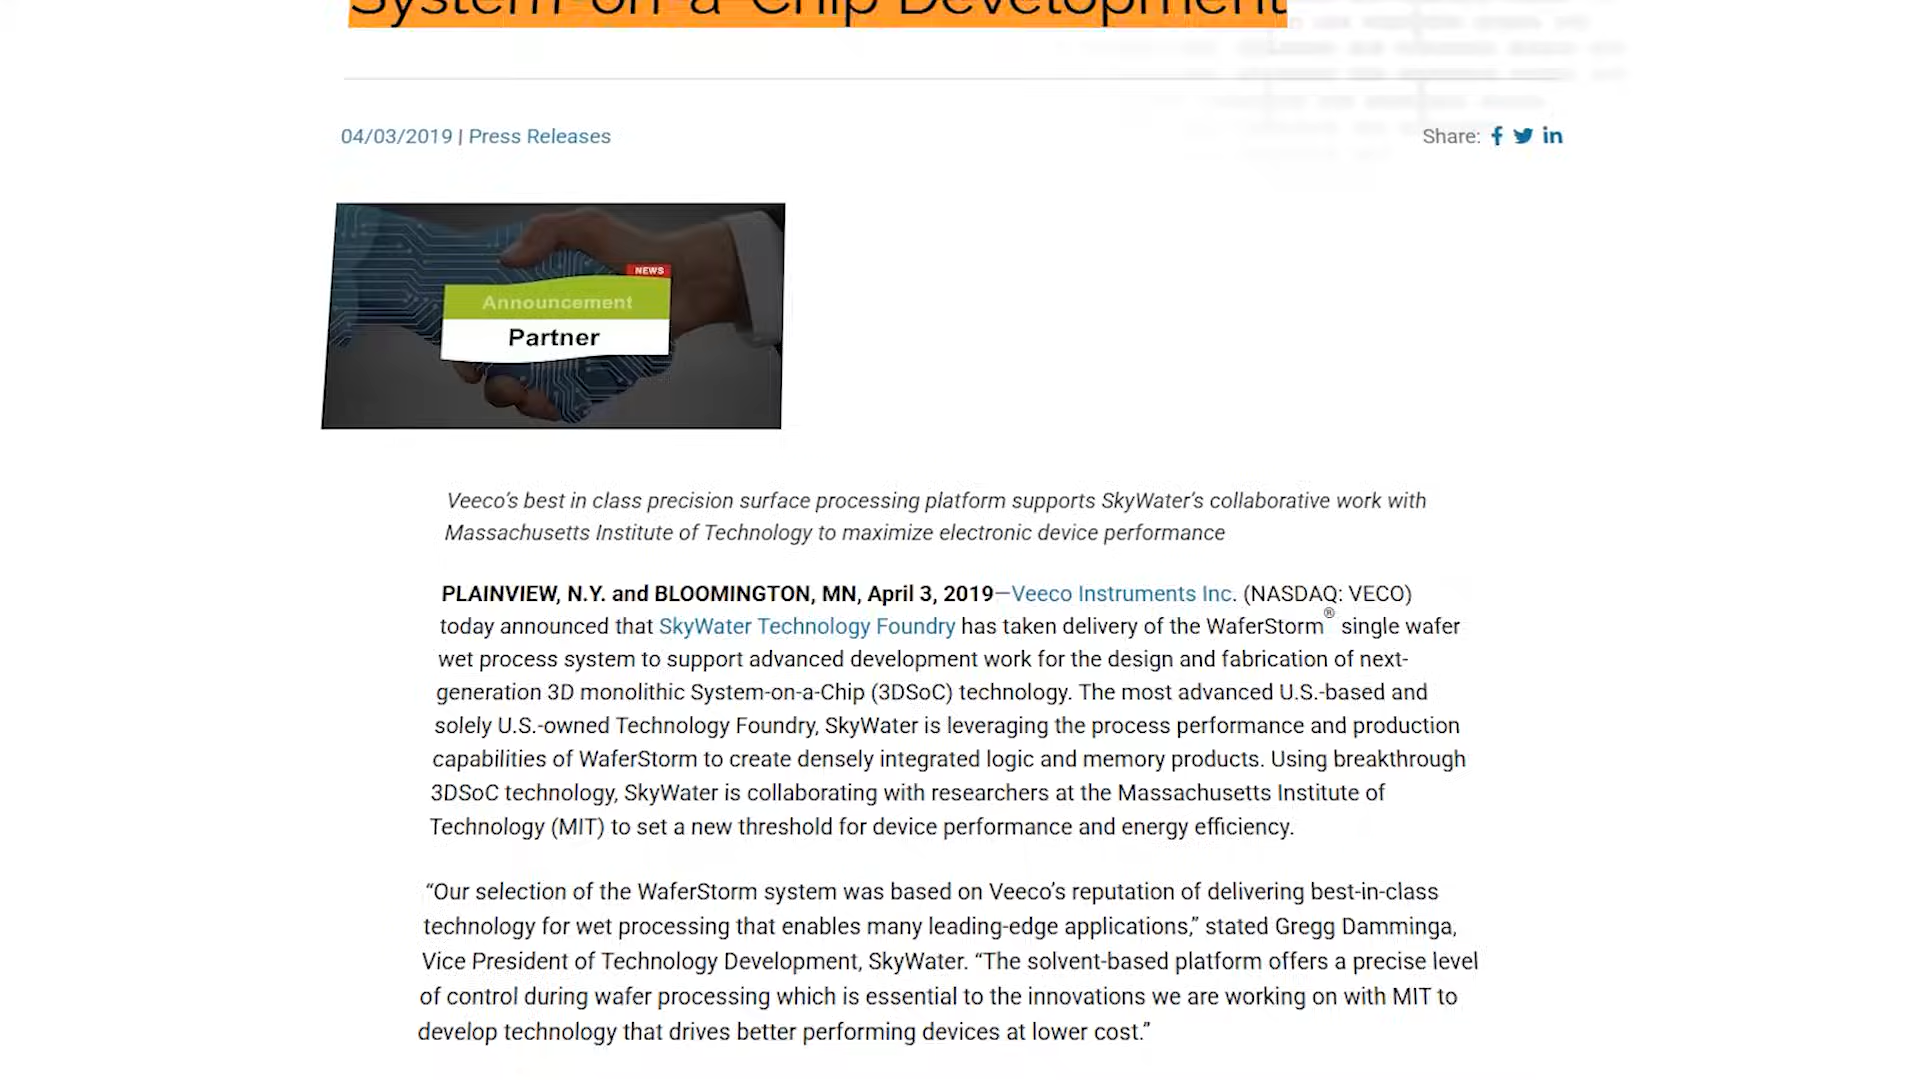 System-on-a-Chip Development
04/03/2019 | Press Releases
Share:
NEWS
Announcement
Partner
Veeco’s best in class precision surface processing platform supports SkyWater’s collaborative work with
Massachusetts Institute of Technology to maximize electronic device performance
PLAINVIEW, N.Y. and BLOOMINGTON, MN, April 3, 2019—Veeco Instruments Inc. (NASDAQ: VECO)
today announced that SkyWater Technology Foundry has taken delivery of the WaferStorm® single wafer
wet process system to support advanced development work for the design and fabrication of next-
generation 3D monolithic System-on-a-Chip (3DSoC) technology. The most advanced U.S.-based and
solely U.S.-owned Technology Foundry, SkyWater is leveraging the process performance and production
capabilities of WaferStorm to create densely integrated logic and memory products. Using breakthrough
3DSoC technology, SkyWater is collaborating with researchers at the Massachusetts Institute of
Technology (MIT) to set a new threshold for device performance and energy efficiency.
“Our selection of the WaferStorm system was based on Veeco’s reputation of delivering best-in-class
technology for wet processing that enables many leading-edge applications,” stated Gregg Damminga,
Vice President of Technology Development, SkyWater. “The solvent-based platform offers a precise level
of control during wafer processing which is essential to the innovations we are working on with MIT to
develop technology that drives better performing devices at lower cost.”